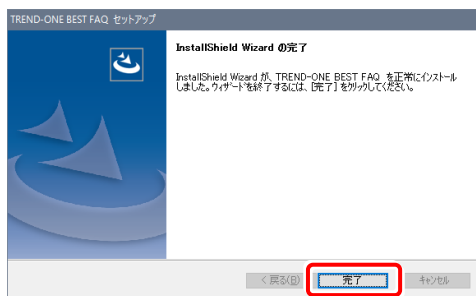 TREND-ONE BEST FAQ セットアップ
InstallShield Wizard の完了
InstallShield Wizard が、TREND-ONE BEST FAQ を正常にインストール
しました。ウィザードを終了するには、[完了] をクリックしてください。
< 戻る(B)
完了
キャンセル